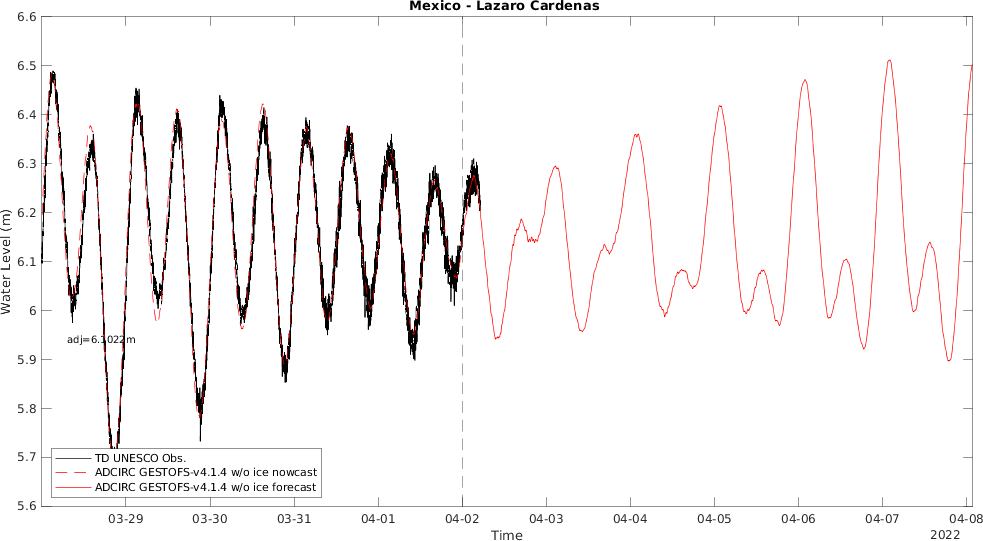 Mexico - Lazaro Cardenas
6.6
6.5
6.4
6.3
6.2
6.1
6
5.9
5.8
5.7
5.6
Water Level (m)
adj=6.1022m
TD UNESCO Obs.
ADCIRC GESTOFS-v4.1.4 w/o ice nowcast
ADCIRC GESTOFS-v4.1.4 w/o ice forecast
03-29 03-30 03-31 04-01 04-02 04-03 04-04 04-05 04-06 04-07 04-08
Time
2022